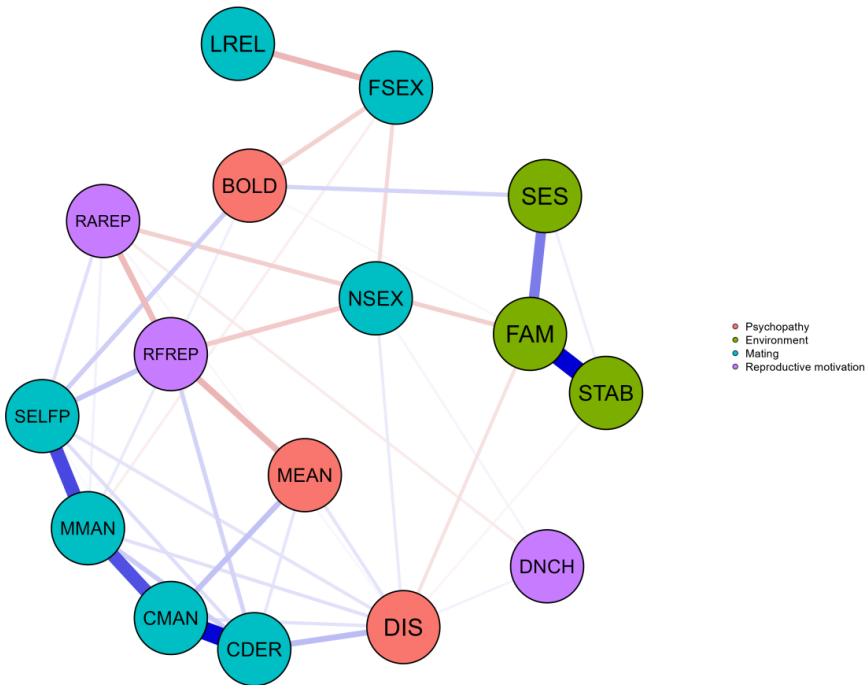 LREL
FSEX
BOLD
SES
RAREP
NSEX
FAM
RFREP
STAB
SELFP
MEAN
MMAN
DNCH
CMAN
DIS
CDER
Psychopathy
Environment
Mating
Reproductive motivation